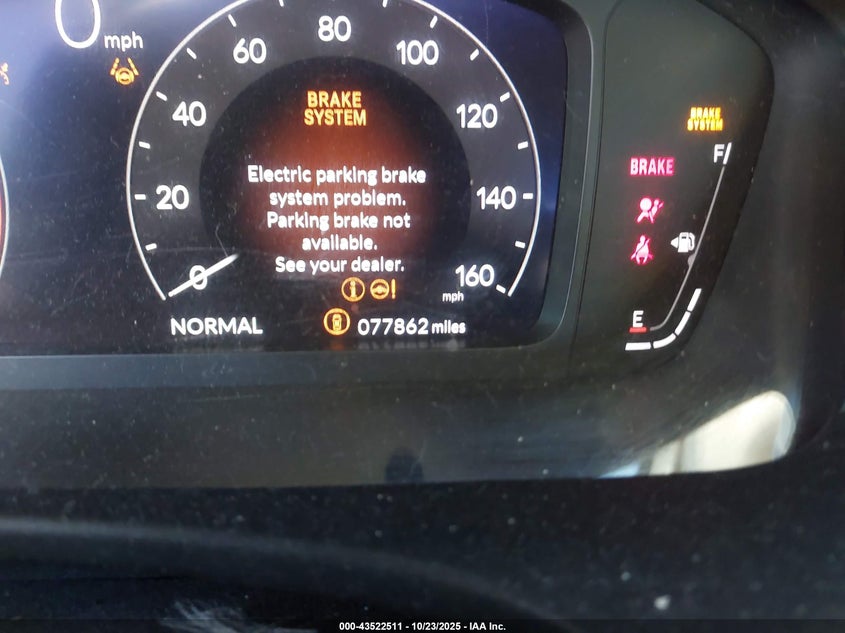 0 mph
80
60
100
40
120
BRAKE
SYSTEM
BRAKE
SYSTEM
F
BRAKE
Electric parking brake
system problem.
Parking brake not
available.
See your dealer.
20
140
0
160
mph
E
NORMAL
077862 miles
000-43522511 - 10/23/2025 - IAA Inc.